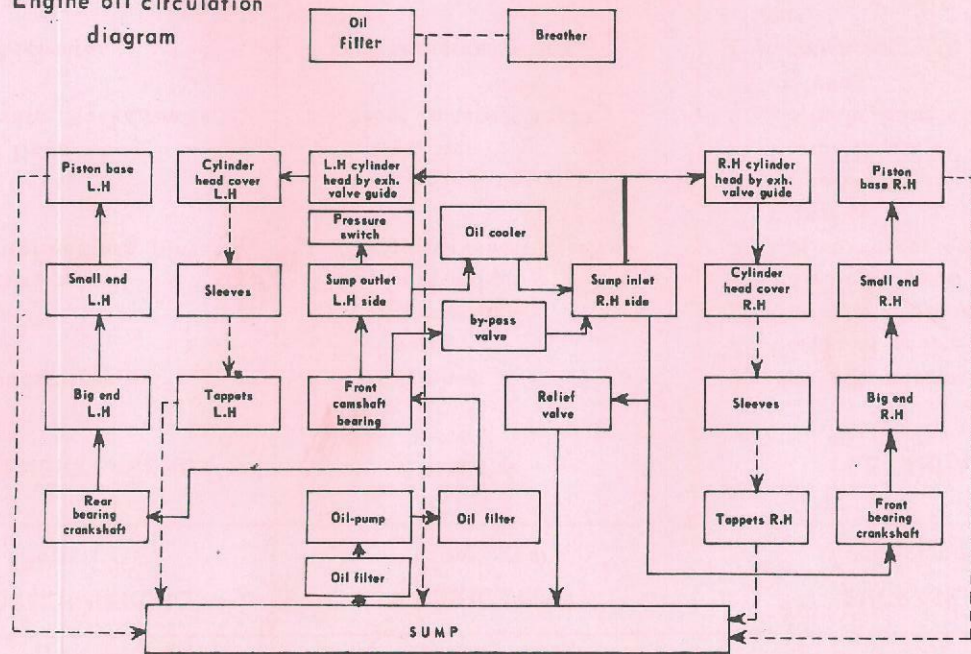 Engine oil circulation
diagram
Oil
filler
Breather
Piston base
L.H
Cylinder
head cover
L.H
L.H cylinder
head by exh.
valve guide
R.H cylinder
head by exh.
valve guide
Piston
base R.H
Pressure
switch
Oil cooler
Small end
L.H
Sleeves
Sump outlet
L.H side
Sump inlet
R.H side
Cylinder
head cover
R.H
Small end
R.H
by-pass
valve
Big end
L.H
Tappets
L.H
Front
camshaft
bearing
Relief
valve
Sleeves
Big end
R.H
Rear
bearing
crankshaft
Oil-pump
Oil filter
Tappets R.H
Front
bearing
crankshaft
Oil filter
SUMP